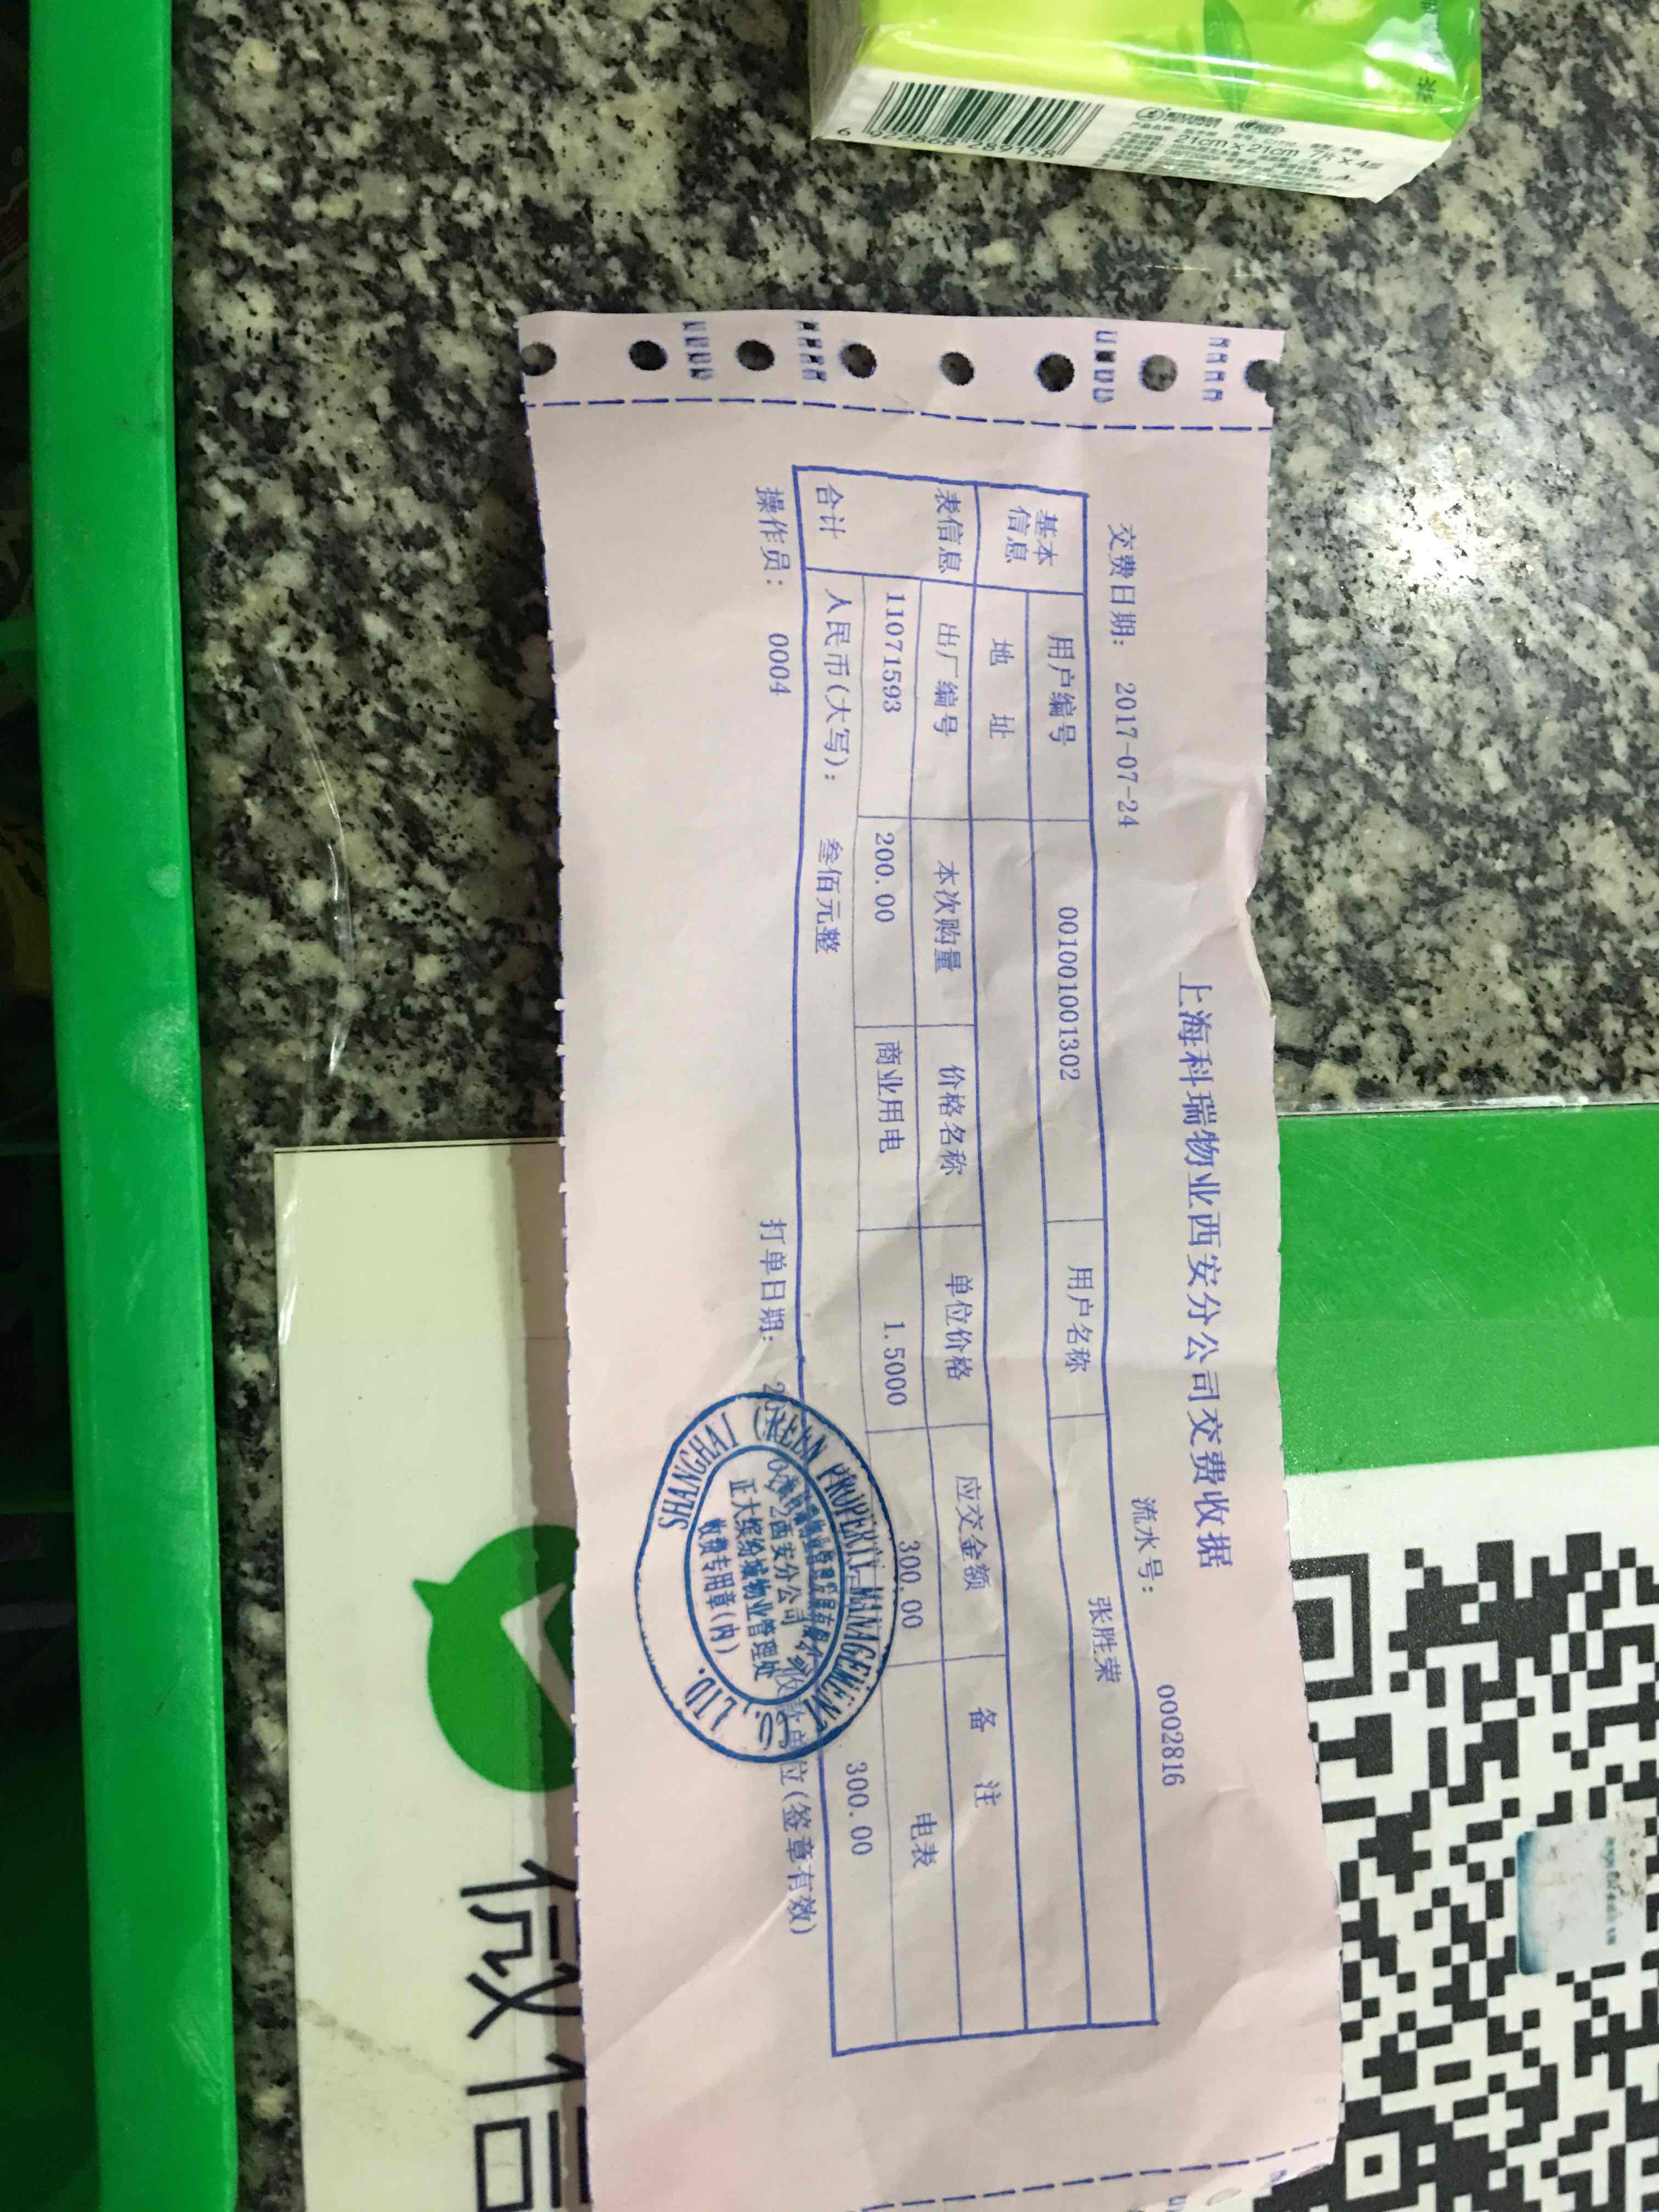 上海科瑞物业西安分公司交费收据
交费日期: 2017-07-24 流水号: 0002816
基本信息 用户编号 001001001302 用户名称 张胜荣
地 址
表信息 出厂编号 本次购量 价格名称 单位价格 应交金额 备 注
11071593 200.00 商业用电 1.5000 300.00 电表
合计 人民币(大写): 叁佰元整 300.00
操作员: 0004 打单日期: 收款单位(签章有效)
SHANGHAI PROPERTY MANAGEMENT CO., LTD.
西安分公司
正大缤纷城物业管理处
收费专用章(内)
21cm×21cm 7片×4层
微信